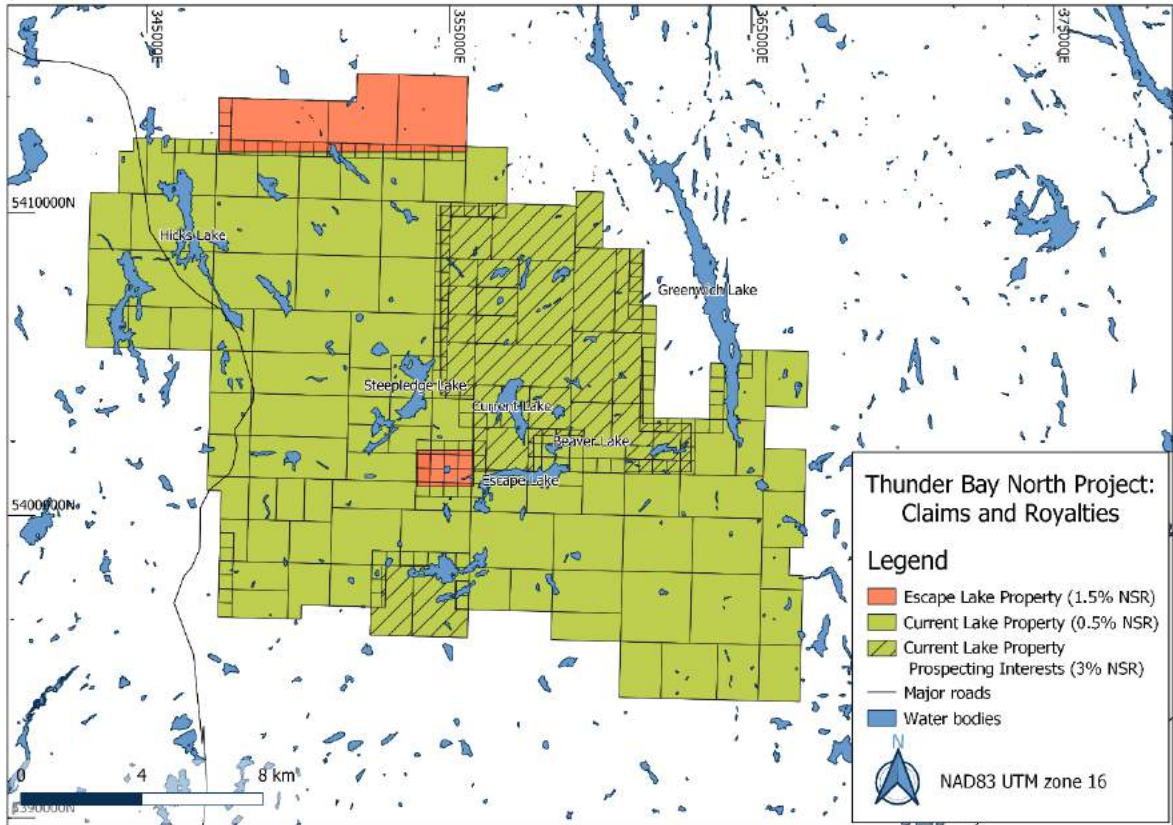 345000E
355000E
365000E
375000E
5410000N
Hicks Lake
Greenwich Lake
Steepledge Lake
Current Lake
Beaver Lake
Escape Lake
5400000N
Thunder Bay North Project:
Claims and Royalties
Legend
Escape Lake Property (1.5% NSR)
Current Lake Property (0.5% NSR)
Current Lake Property
Prospecting Interests (3% NSR)
Major roads
Water bodies
N
NAD83 UTM zone 16
0 4 8 km
5390000N